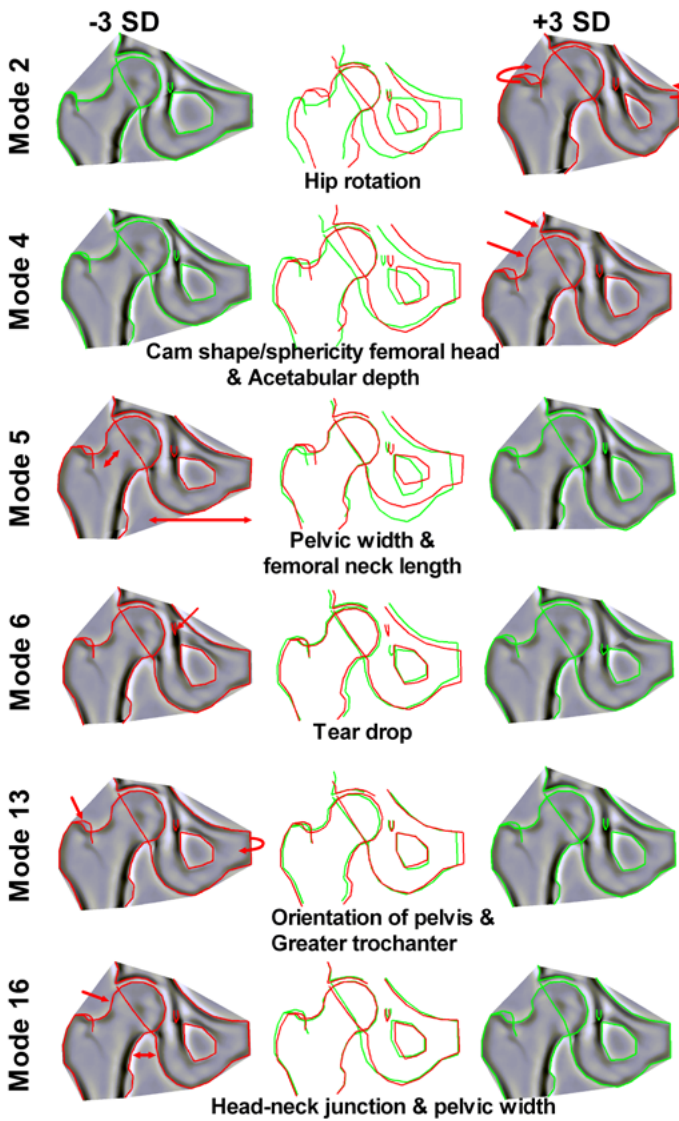 -3 SD
+3 SD
Mode 2
Hip rotation
Mode 4
Cam shape/sphericity femoral head
& Acetabular depth
Mode 5
Pelvic width &
femoral neck length
Mode 6
Tear drop
Mode 13
Orientation of pelvis &
Greater trochanter
Mode 16
Head-neck junction & pelvic width